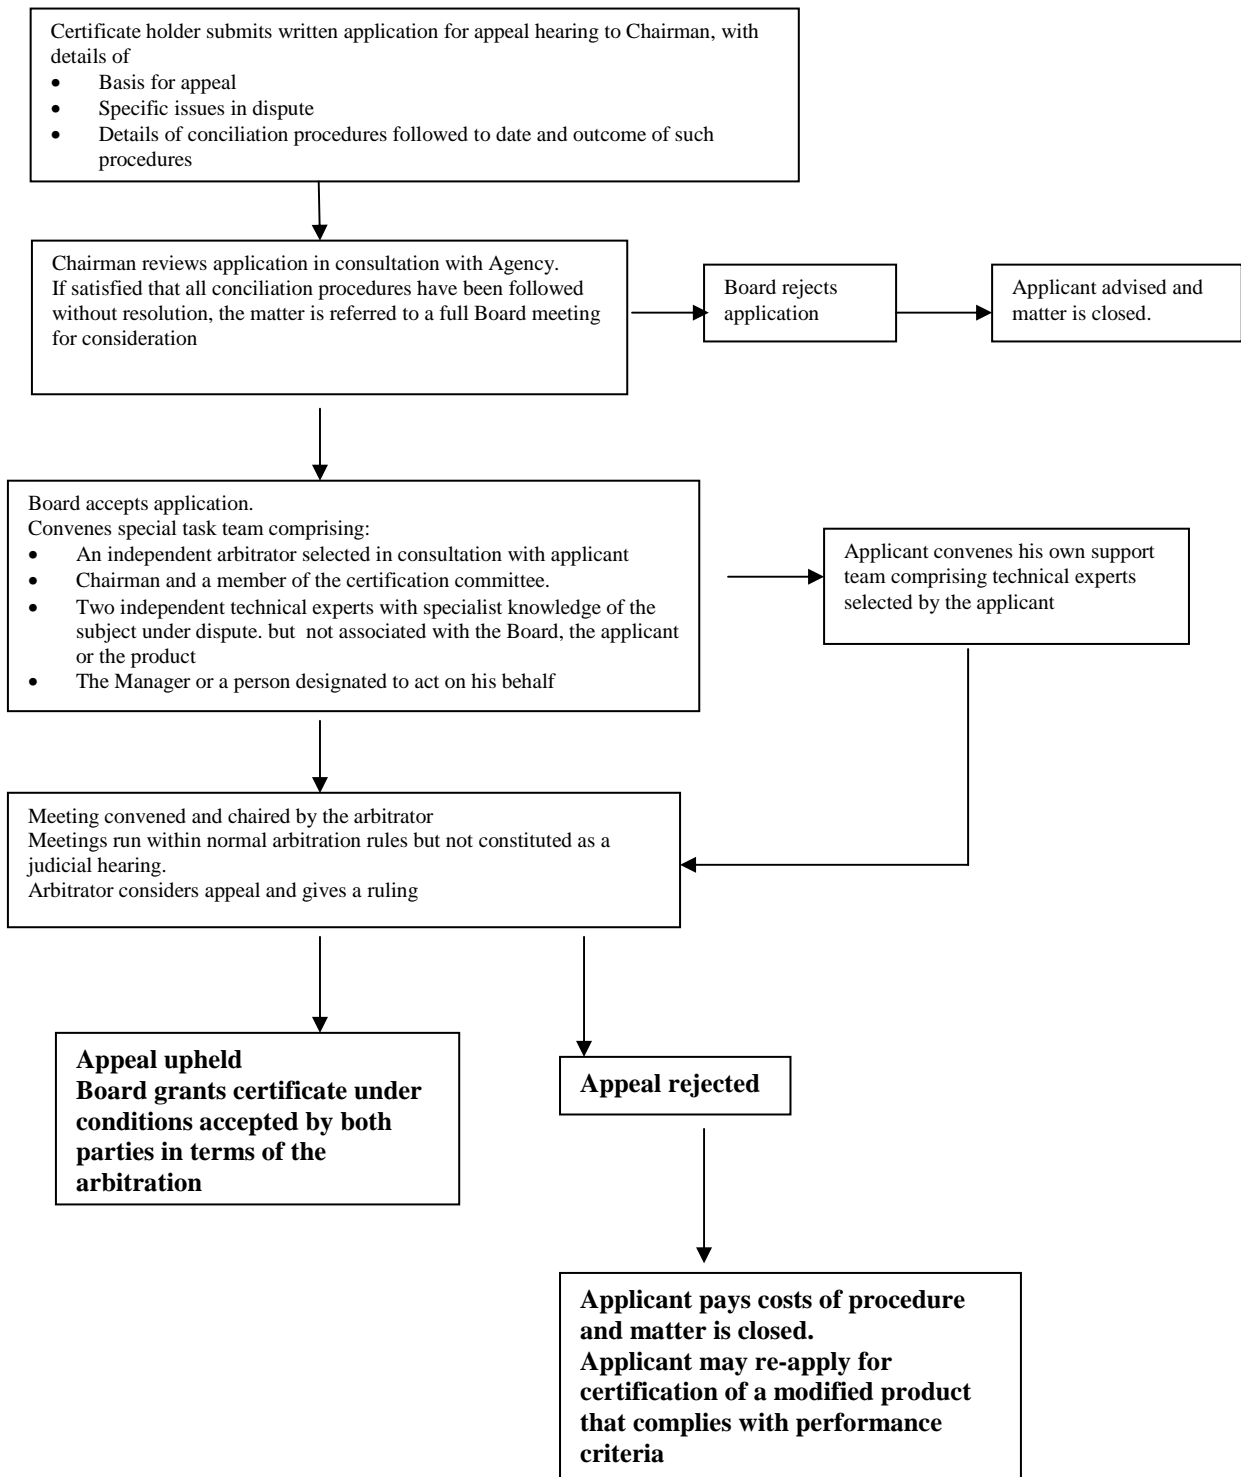 Certificate holder submits written application for appeal hearing to Chairman, with
details of
• Basis for appeal
• Specific issues in dispute
• Details of conciliation procedures followed to date and outcome of such
procedures
Chairman reviews application in consultation with Agency.
If satisfied that all conciliation procedures have been followed
without resolution, the matter is referred to a full Board meeting
for consideration
Board rejects
application
Applicant advised and
matter is closed.
Board accepts application.
Convenes special task team comprising:
• An independent arbitrator selected in consultation with applicant
• Chairman and a member of the certification committee.
• Two independent technical experts with specialist knowledge of the
subject under dispute. but not associated with the Board, the applicant
or the product
• The Manager or a person designated to act on his behalf
Applicant convenes his own support
team comprising technical experts
selected by the applicant
Meeting convened and chaired by the arbitrator
Meetings run within normal arbitration rules but not constituted as a
judicial hearing.
Arbitrator considers appeal and gives a ruling
Appeal upheld
Board grants certificate under
conditions accepted by both
parties in terms of the
arbitration
Appeal rejected
Applicant pays costs of procedure
and matter is closed.
Applicant may re-apply for
certification of a modified product
that complies with performance
criteria